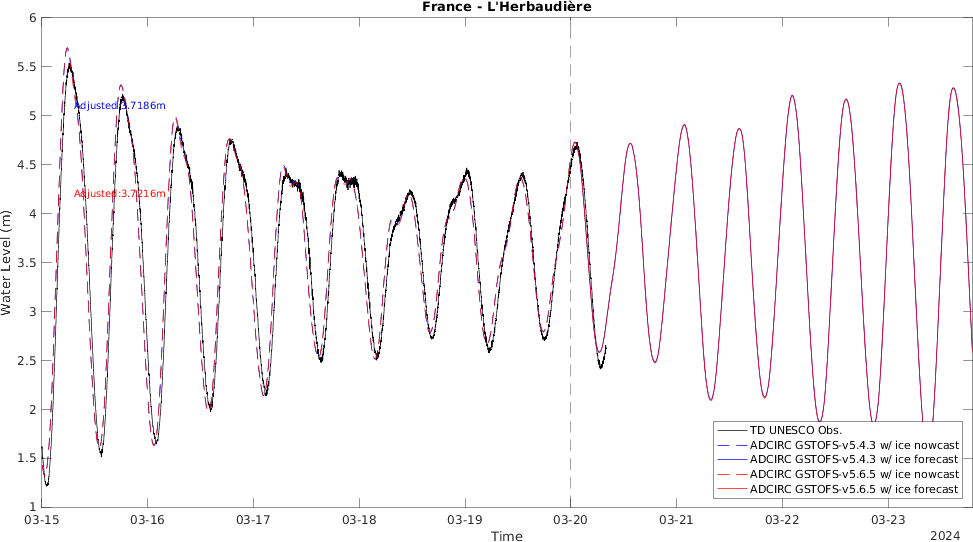 France - L'Herbaudière
6
5.5
5
4.5
4
3.5
3
2.5
2
1.5
1
Water Level (m)
Adjusted:3.7186m
Adjusted:3.7216m
TD UNESCO Obs.
ADCIRC GSTOFS-v5.4.3 w/ ice nowcast
ADCIRC GSTOFS-v5.4.3 w/ ice forecast
ADCIRC GSTOFS-v5.6.5 w/ ice nowcast
ADCIRC GSTOFS-v5.6.5 w/ ice forecast
03-15 03-16 03-17 03-18 03-19 03-20 03-21 03-22 03-23
Time
2024